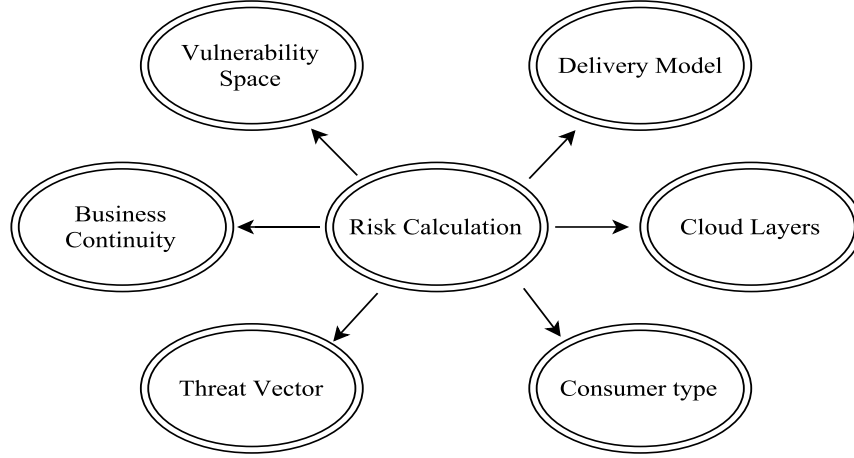 Vulnerability
Space
Delivery Model
Business
Continuity
Risk Calculation
Cloud Layers
Threat Vector
Consumer type